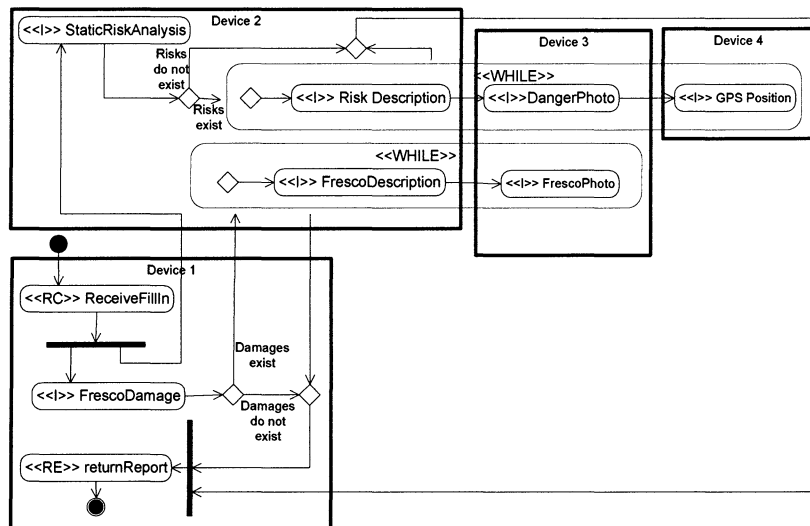 Device 2
<<I>> StaticRiskAnalysis
Risks
do not
exist
Risks
exist
Device 3
Device 4
<<WHILE>>
<<I>> Risk Description
<<I>>DangerPhoto
<<I>> GPS Position
<<WHILE>>
<<I>> FrescoDescription
<<I>> FrescoPhoto
Device 1
<<RC>> ReceiveFillIn
Damages
exist
<<I>> FrescoDamage
Damages
do not
exist
<<RE>> returnReport